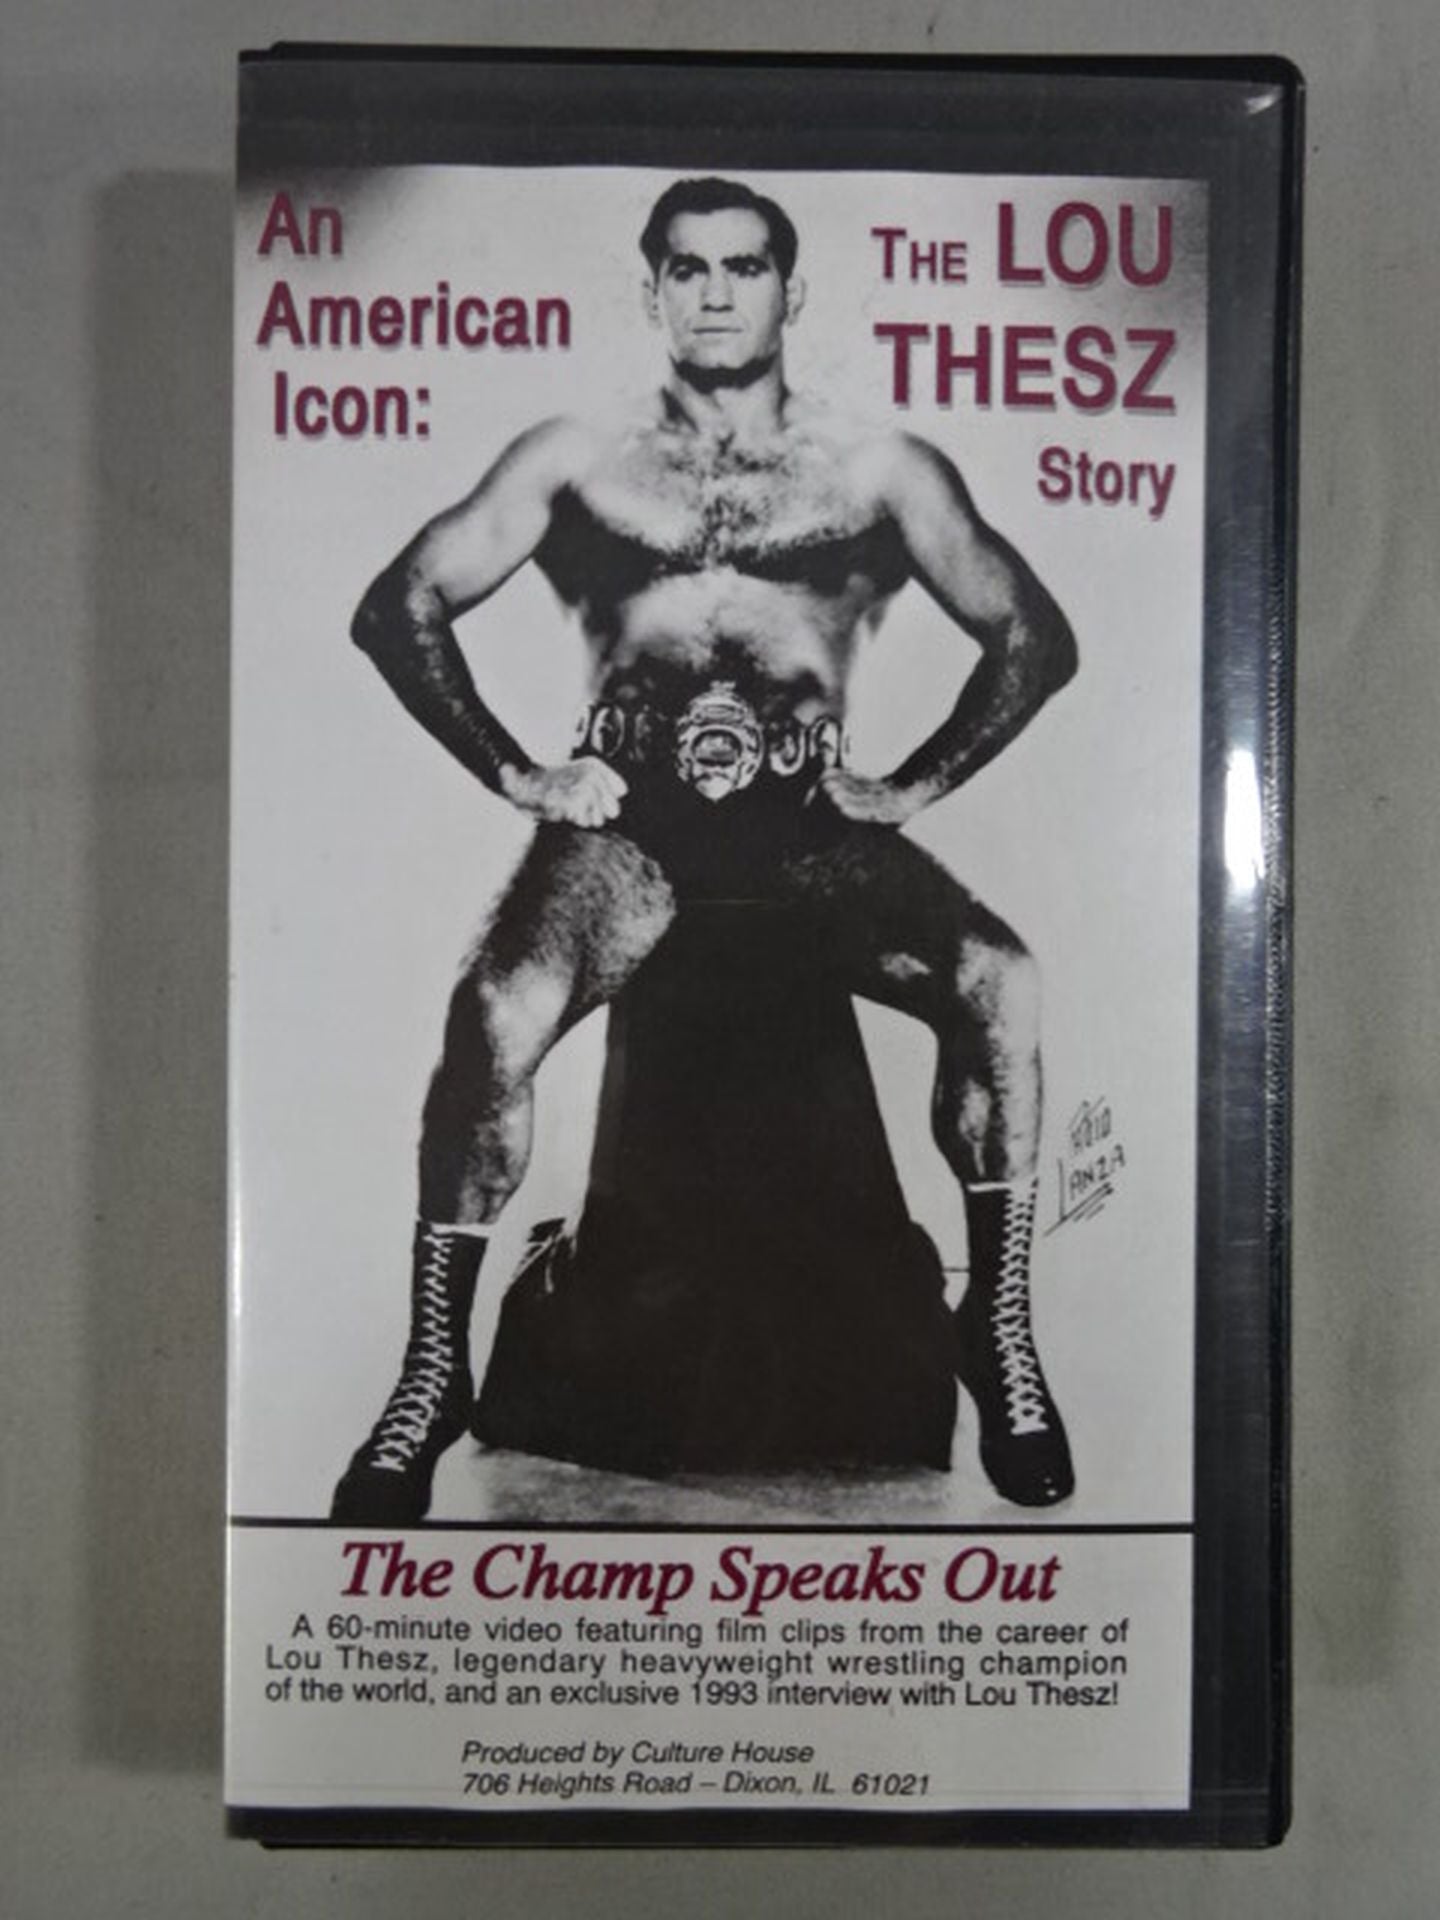 An
American
Icon:
THE LOU
THESZ
Story
LANZA
The Champ Speaks Out
A 60-minute video featuring film clips from the career of
Lou Thesz, legendary heavyweight wrestling champion
of the world, and an exclusive 1993 interview with Lou Thesz!
Produced by Culture House
706 Heights Road – Dixon, IL 61021